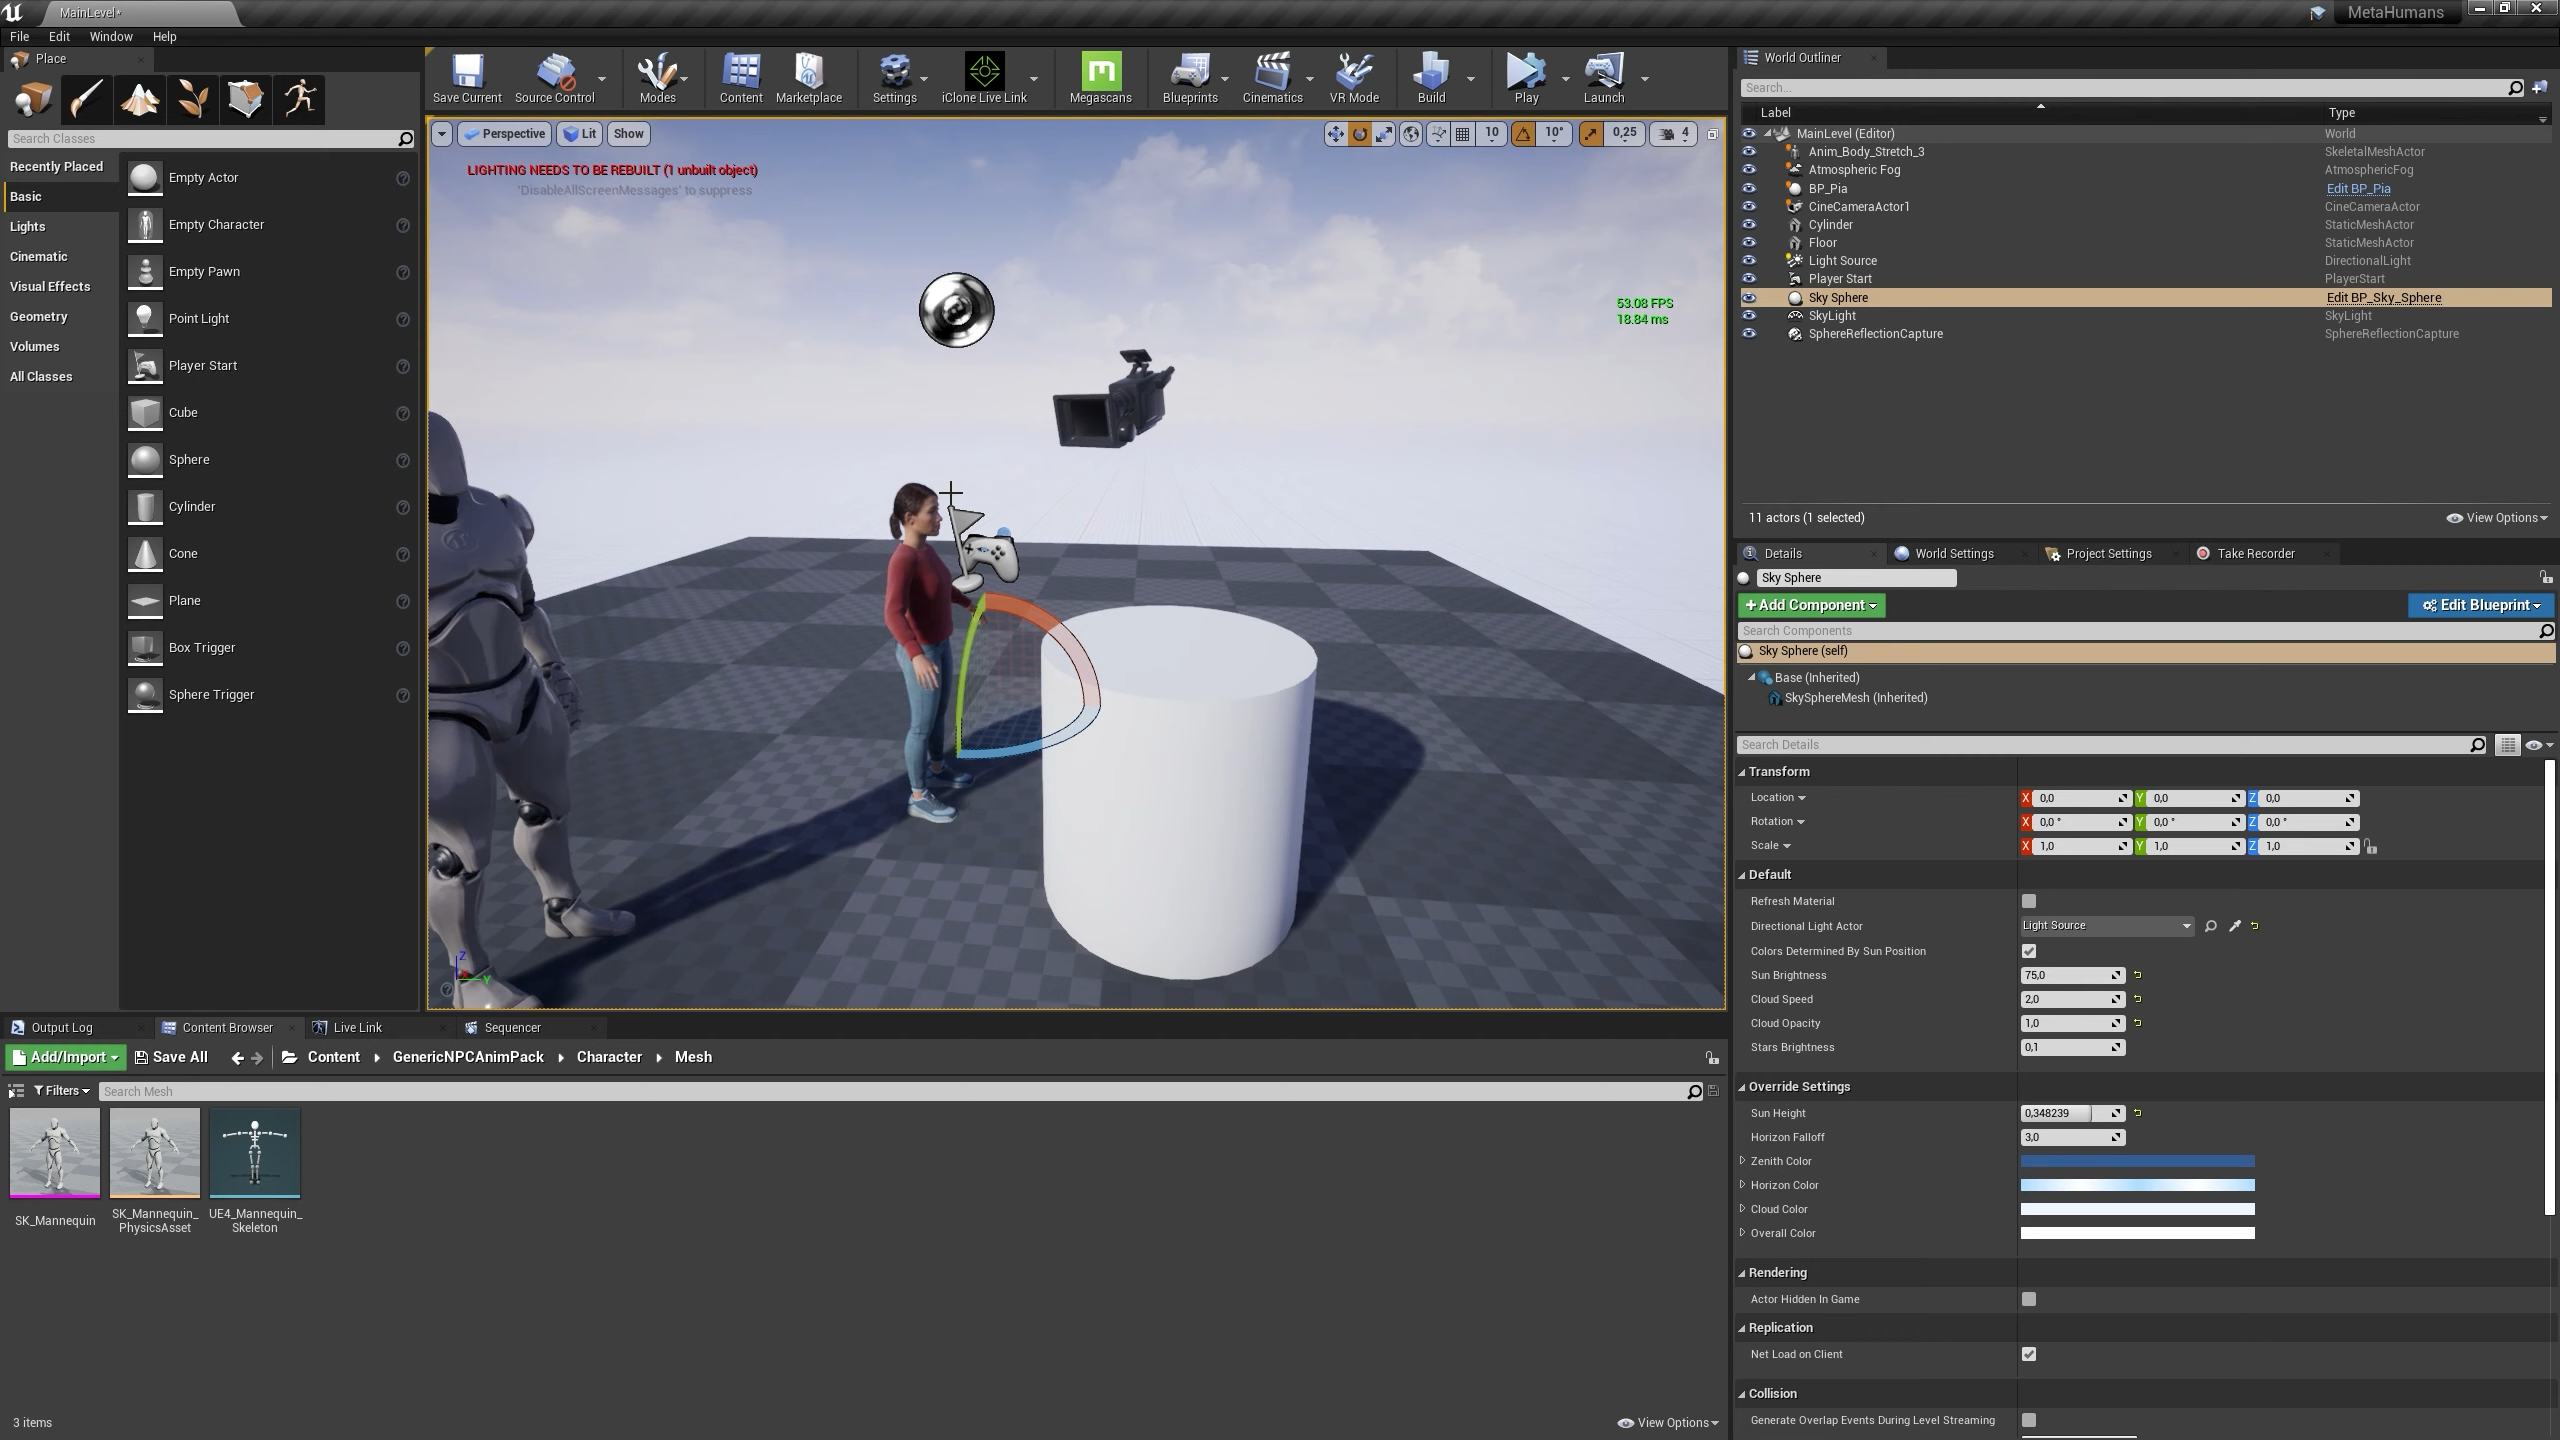 MainLevel*
MetaHumans
File Edit Window Help
Place
Search Classes
Recently Placed
Basic
Lights
Cinematic
Visual Effects
Geometry
Volumes
All Classes
Empty Actor
Empty Character
Empty Pawn
Point Light
Player Start
Cube
Sphere
Cylinder
Cone
Plane
Box Trigger
Sphere Trigger
Save Current Source Control Modes Content Marketplace Settings iClone Live Link Megascans Blueprints Cinematics VR Mode Build Play Launch
Perspective Lit Show
10 10° 0,25 4
LIGHTING NEEDS TO BE REBUILT (1 unbuilt object)
'DisableAllScreenMessages' to suppress
53.08 FPS
18.84 ms
Z
Y
World Outliner
Search...
Label Type
MainLevel (Editor) World
Anim_Body_Stretch_3 SkeletalMeshActor
Atmospheric Fog AtmosphericFog
BP_Pia Edit BP_Pia
CineCameraActor1 CineCameraActor
Cylinder StaticMeshActor
Floor StaticMeshActor
Light Source DirectionalLight
Player Start PlayerStart
Sky Sphere Edit BP_Sky_Sphere
SkyLight SkyLight
SphereReflectionCapture SphereReflectionCapture
11 actors (1 selected) View Options
Details World Settings Project Settings Take Recorder
Sky Sphere
+Add Component Edit Blueprint
Search Components
Sky Sphere (self)
Base (Inherited)
SkySphereMesh (Inherited)
Search Details
Transform
Location X 0,0 Y 0,0 Z 0,0
Rotation X 0,0 ° Y 0,0 ° Z 0,0 °
Scale X 1,0 Y 1,0 Z 1,0
Default
Refresh Material
Directional Light Actor Light Source
Colors Determined By Sun Position
Sun Brightness 75,0
Cloud Speed 2,0
Cloud Opacity 1,0
Stars Brightness 0,1
Override Settings
Sun Height 0,348239
Horizon Falloff 3,0
Zenith Color
Horizon Color
Cloud Color
Overall Color
Rendering
Actor Hidden In Game
Replication
Net Load on Client
Collision
Generate Overlap Events During Level Streaming
Output Log Content Browser Live Link Sequencer
Add/Import Save All Content GenericNPCAnimPack Character Mesh
Filters Search Mesh
SK_Mannequin
SK_Mannequin_
PhysicsAsset
UE4_Mannequin_
Skeleton
3 items View Options